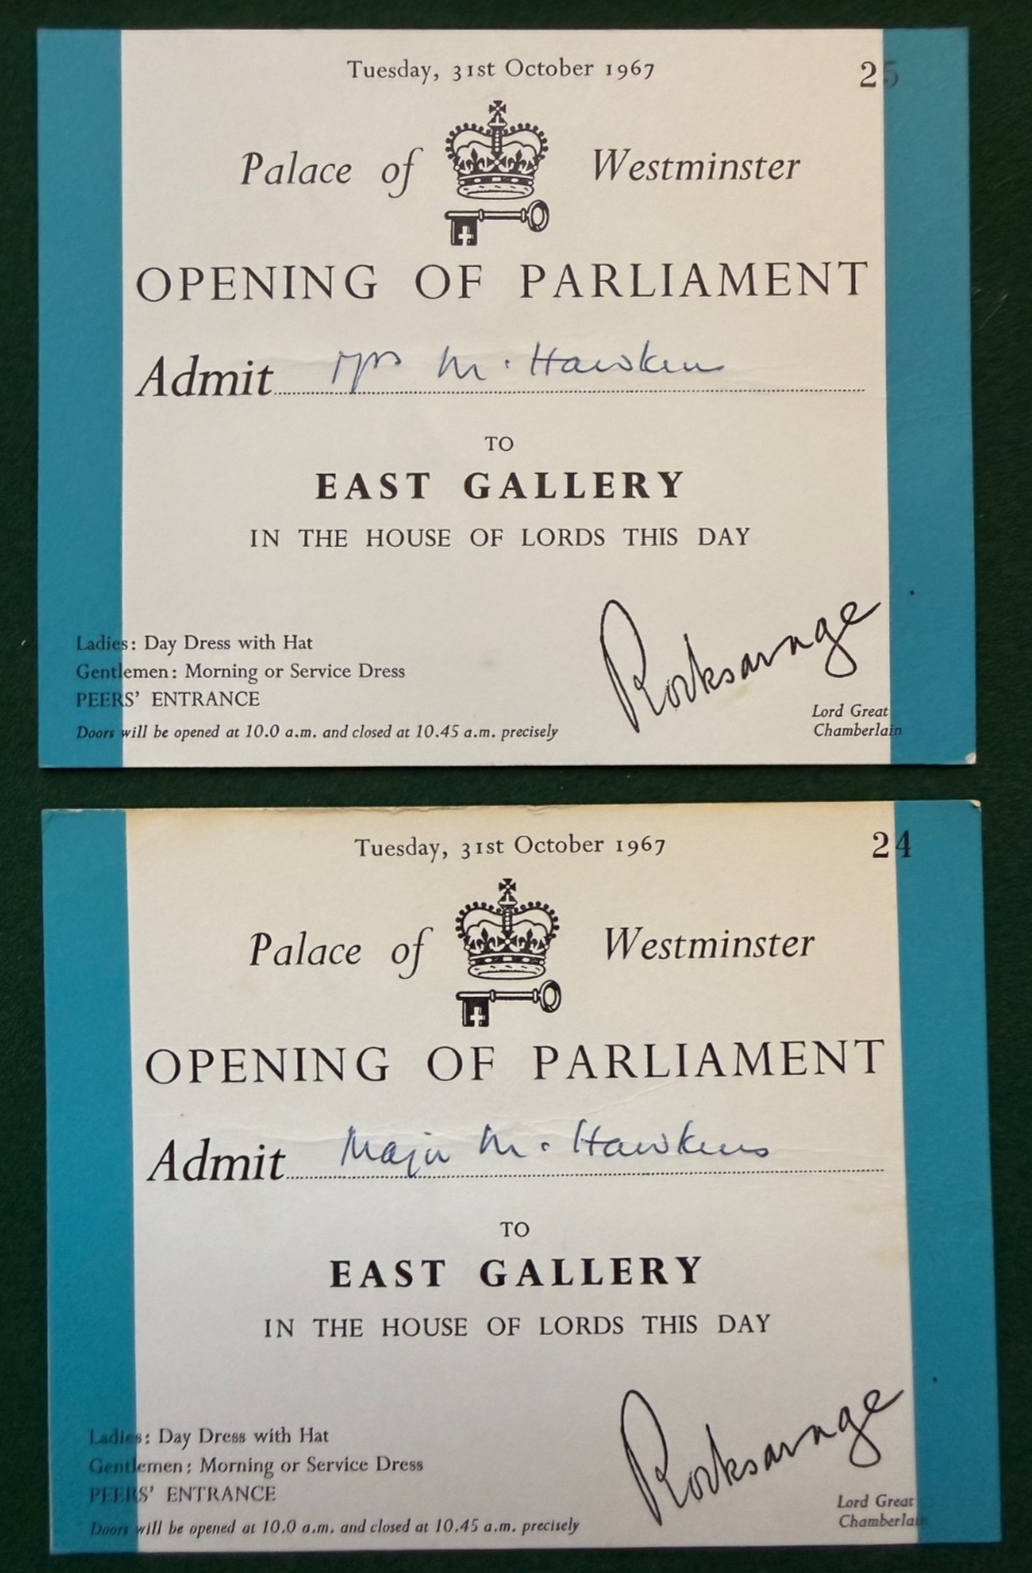 Tuesday, 31st October 1967
25
Palace of Westminster
OPENING OF PARLIAMENT
Admit Mrs M. Hawkins
TO
EAST GALLERY
IN THE HOUSE OF LORDS THIS DAY
Ladies: Day Dress with Hat
Gentlemen: Morning or Service Dress
PEERS' ENTRANCE
Doors will be opened at 10.0 a.m. and closed at 10.45 a.m. precisely
Rocksavage
Lord Great
Chamberlain
Tuesday, 31st October 1967
24
Palace of Westminster
OPENING OF PARLIAMENT
Admit Major M. Hawkins
TO
EAST GALLERY
IN THE HOUSE OF LORDS THIS DAY
Ladies: Day Dress with Hat
Gentlemen: Morning or Service Dress
PEERS' ENTRANCE
Doors will be opened at 10.0 a.m. and closed at 10.45 a.m. precisely
Rocksavage
Lord Great
Chamberlain